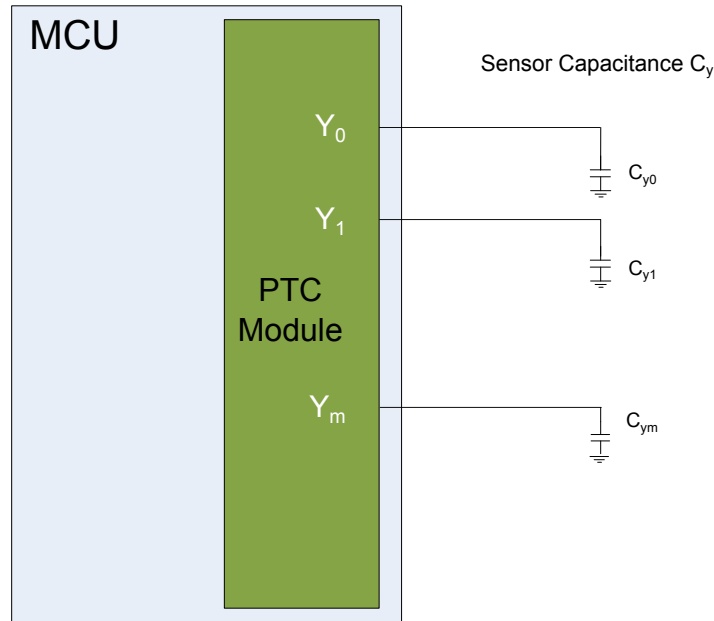 MCU
Sensor Capacitance Cy
Y0
Cy0
Y1
Cy1
PTC
Module
Ym
Cym